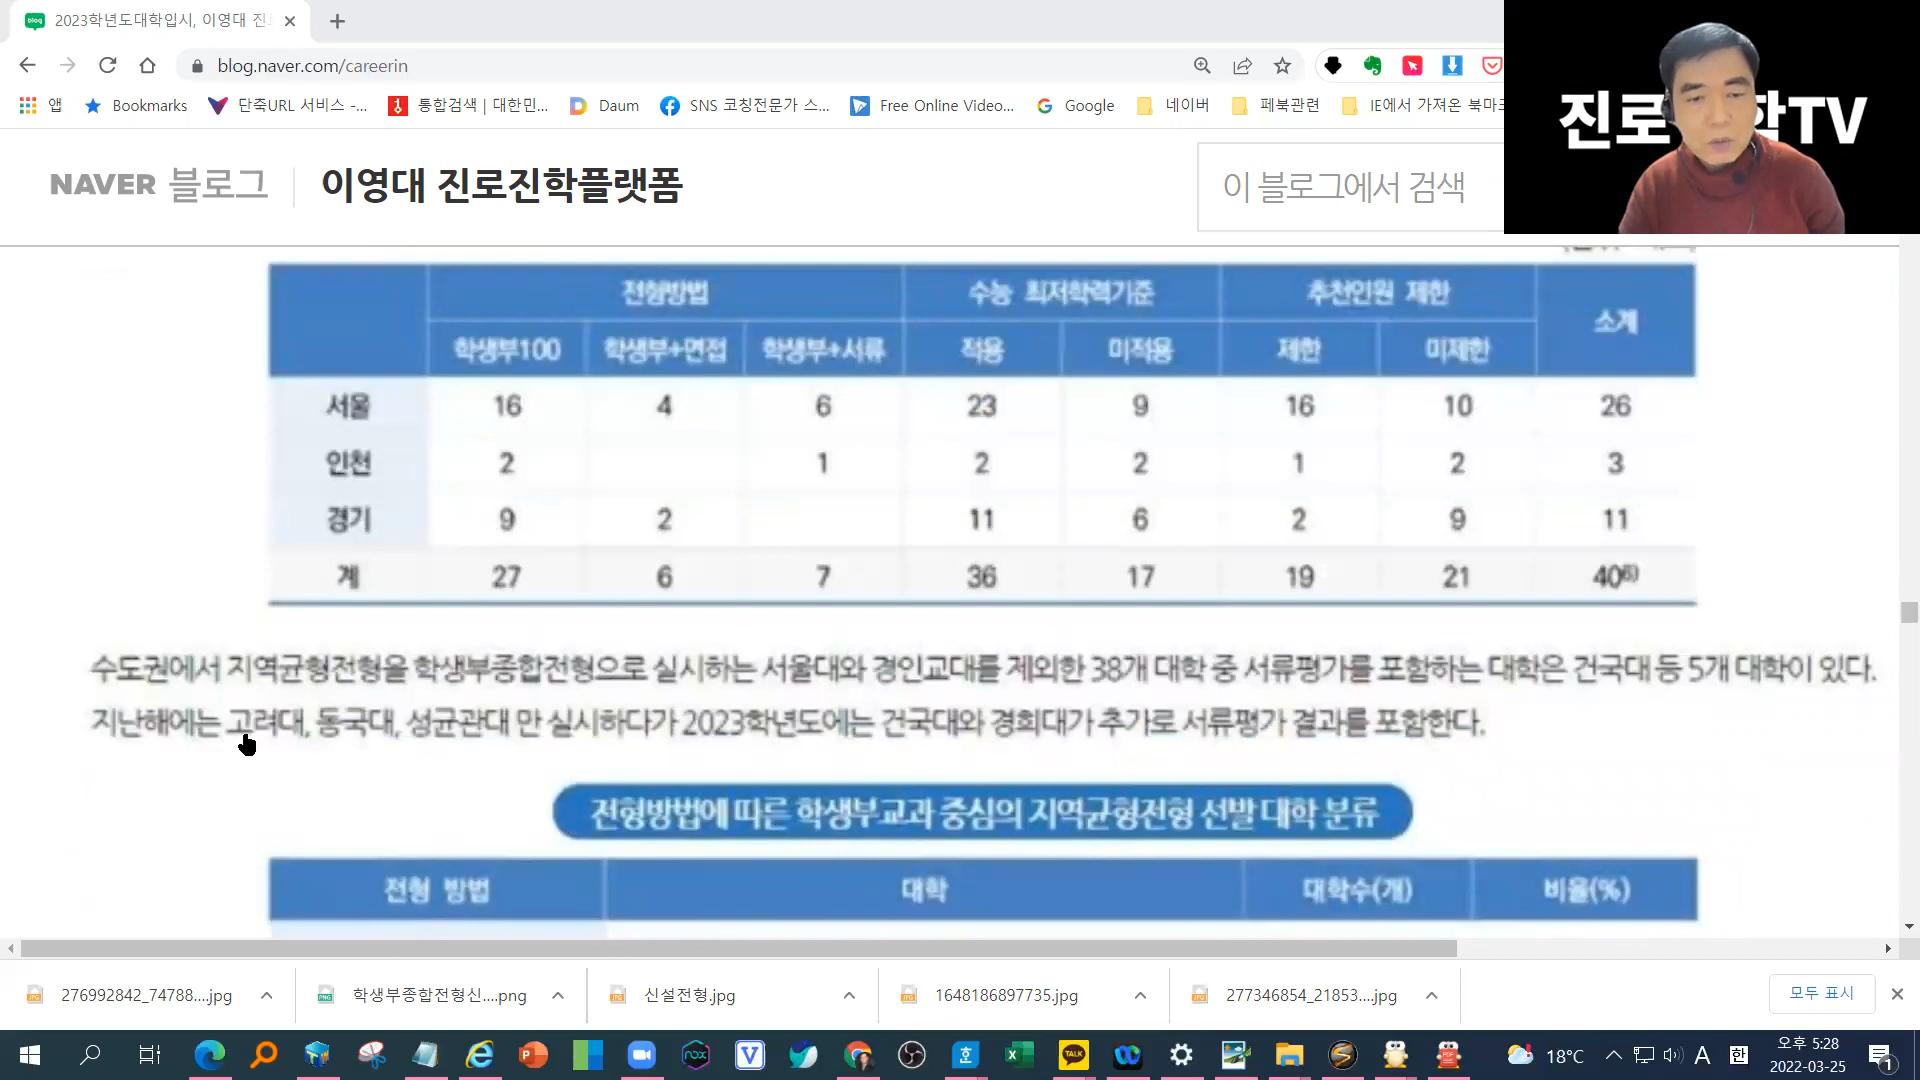 2023학년도대학입시, 이영대 진
blog.naver.com/careerin
앱 Bookmarks 단축URL 서비스 -... 통합검색 | 대한민... Daum SNS 코칭전문가 스... Free Online Video... Google 네이버 페북관련 IE에서 가져온 북마
진로 학TV
NAVER 블로그 이영대 진로진학플랫폼 이 블로그에서 검색
전형방법 수능 최저학력기준 추천인원 제한 소계
학생부100 학생부+면접 학생부+서류 적용 미적용 제한 미제한
서울 16 4 6 23 9 16 10 26
인천 2 1 2 2 1 2 3
경기 9 2 11 6 2 9 11
계 27 6 7 36 17 19 21 40
수도권에서 지역균형전형을 학생부종합전형으로 실시하는 서울대와 경인교대를 제외한 38개 대학 중 서류평가를 포함하는 대학은 건국대 등 5개 대학이 있다.
지난해에는 고려대, 동국대, 성균관대 만 실시하다가 2023학년도에는 건국대와 경희대가 추가로 서류평가 결과를 포함한다.
전형방법에 따른 학생부교과 중심의 지역균형전형 선발 대학 분류
전형 방법 대학 대학수(개) 비율(%)
276992842_74788....jpg 학생부종합전형신....png 신설전형.jpg 1648186897735.jpg 277346854_21853....jpg 모두 표시
18°C A 한 오후 5:28
2022-03-25 1